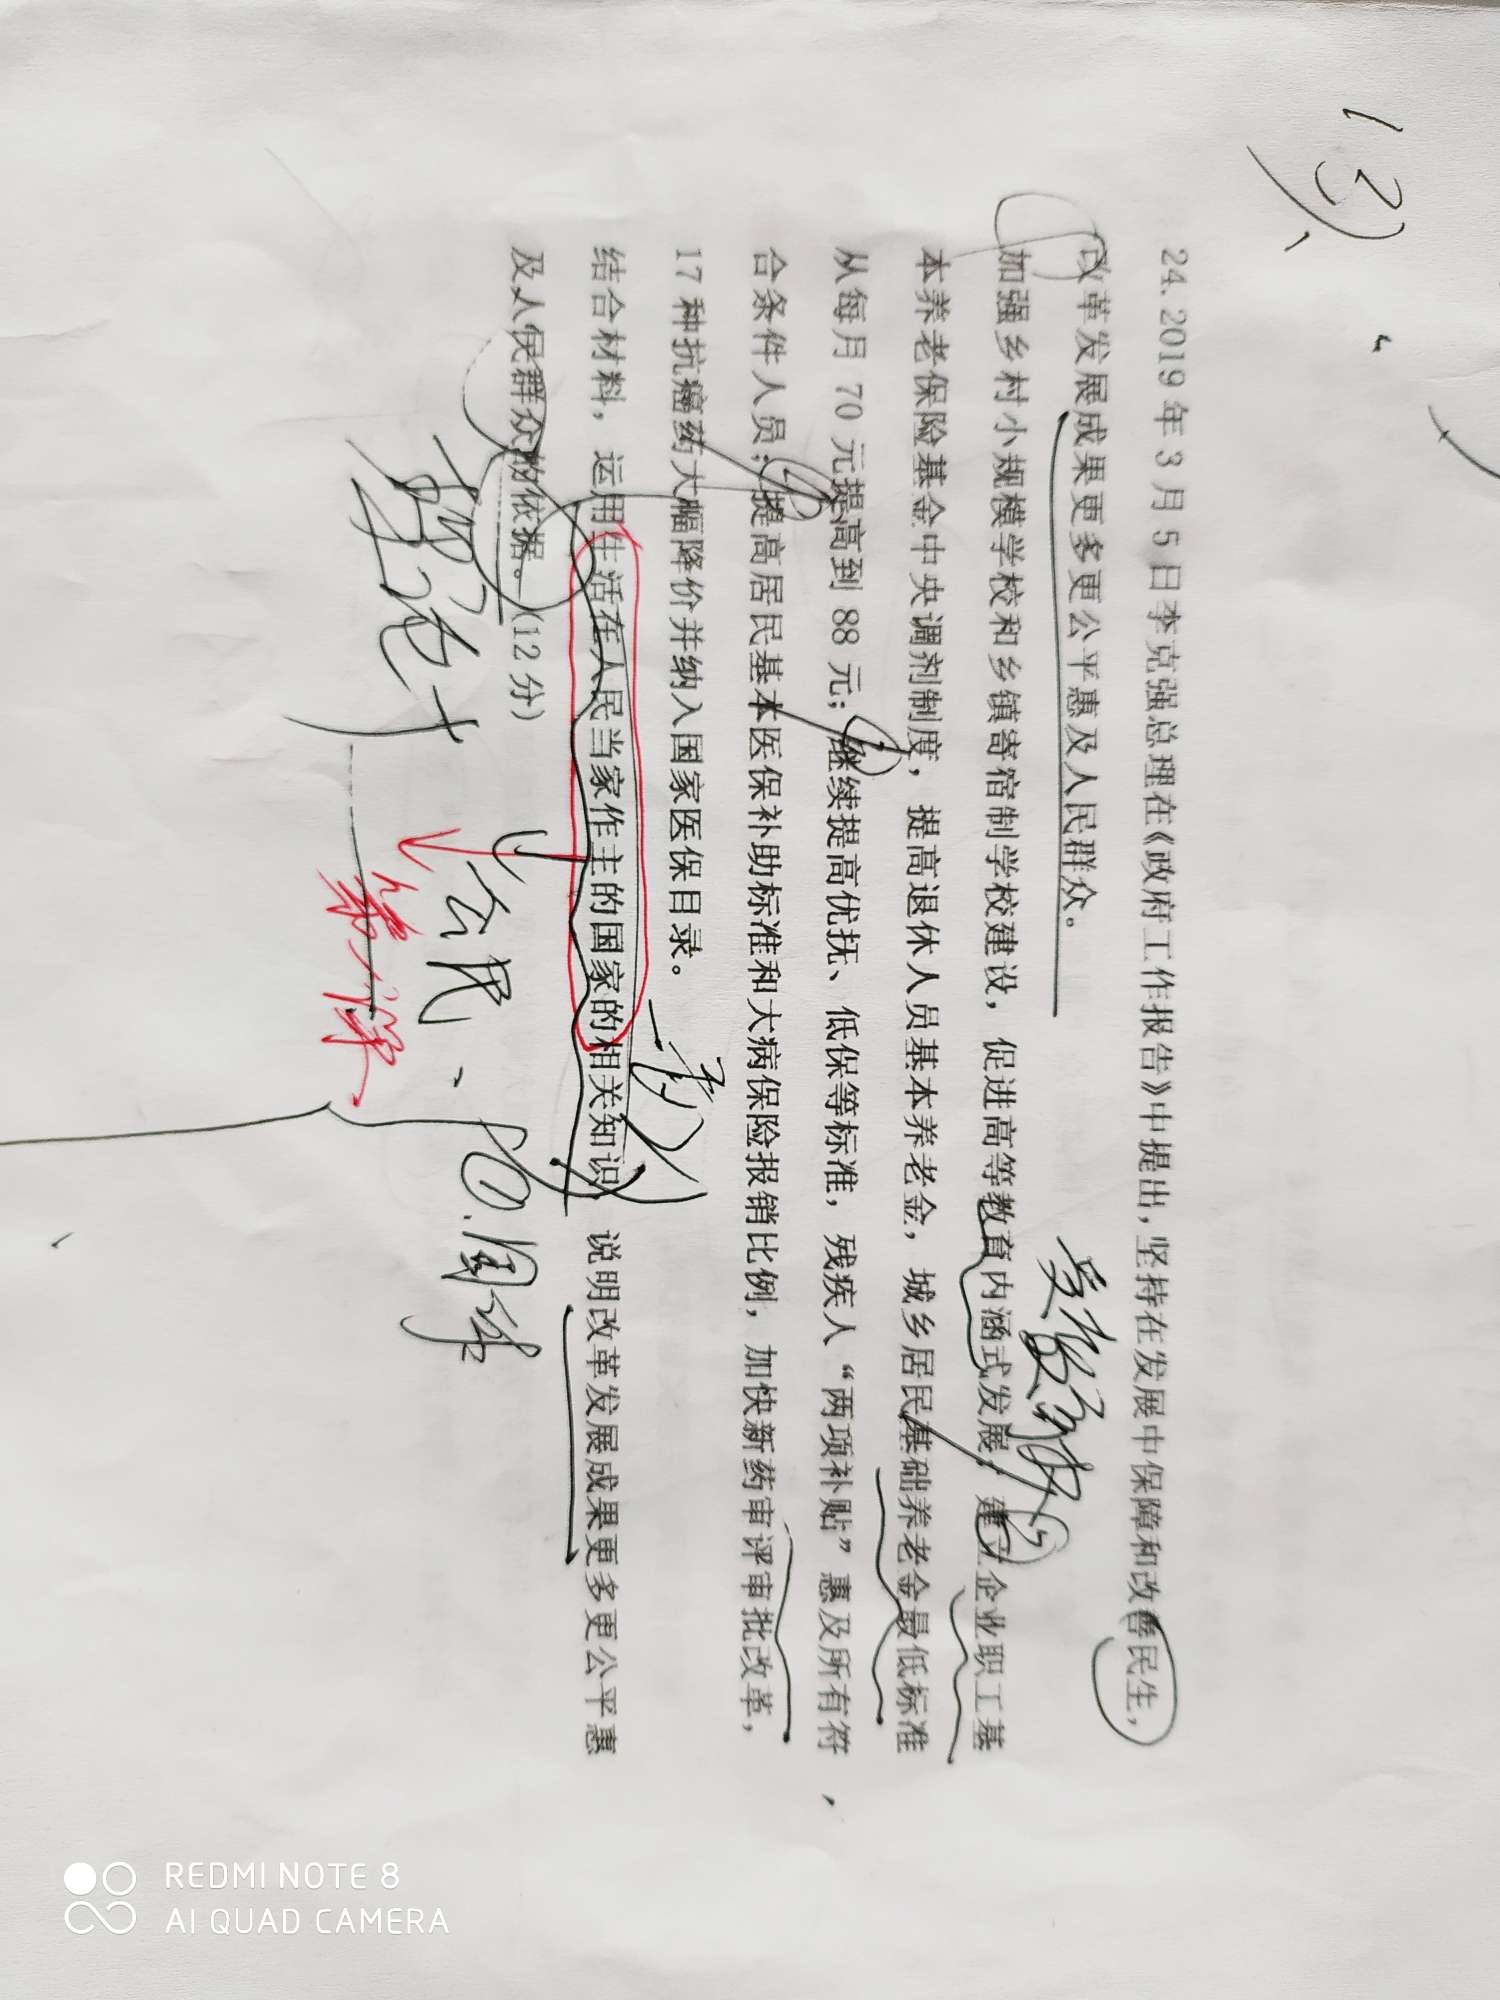 13、
24. 2019 年 3 月 5 日李克强总理在《政府工作报告》中提出，坚持在发展中保障和改善民生，
改革发展成果更多更公平惠及人民群众。
加强乡村小规模学校和乡镇寄宿制学校建设，促进高等教育内涵式发展；建立企业职工基
本养老保险基金中央调剂制度，提高退休人员基本养老金，城乡居民基础养老金最低标准
从每月 70 元提高到 88 元；继续提高优抚、低保等标准，残疾人“两项补贴”惠及所有符
合条件人员；提高居民基本医保补助标准和大病保险报销比例，加快新药审评审批改革，
17 种抗癌药大幅降价并纳入国家医保目录。
结合材料，运用生活在人民当家作主的国家的相关知识 说明改革发展成果更多更公平惠
及人民群众的依据。（12 分）
公民、
REDMI NOTE 8
AI QUAD CAMERA